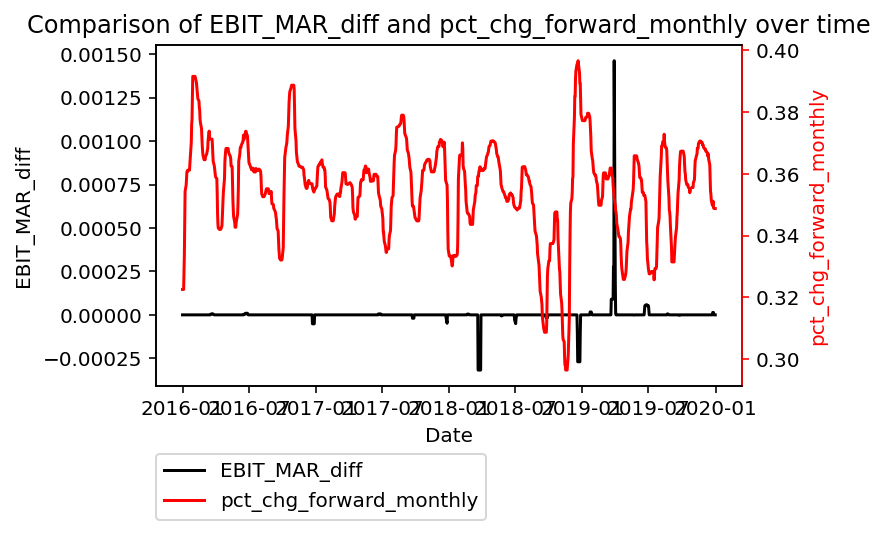 Comparison of EBIT_MAR_diff and pct_chg_forward_monthly over time
0.00150
0.00125
0.00100
0.00075
0.00050
0.00025
0.00000
−0.00025
EBIT_MAR_diff
0.40
0.38
0.36
0.34
0.32
0.30
pct_chg_forward_monthly
2016-01 2016-07 2017-01 2017-07 2018-01 2018-07 2019-01 2019-07 2020-01
Date
EBIT_MAR_diff
pct_chg_forward_monthly